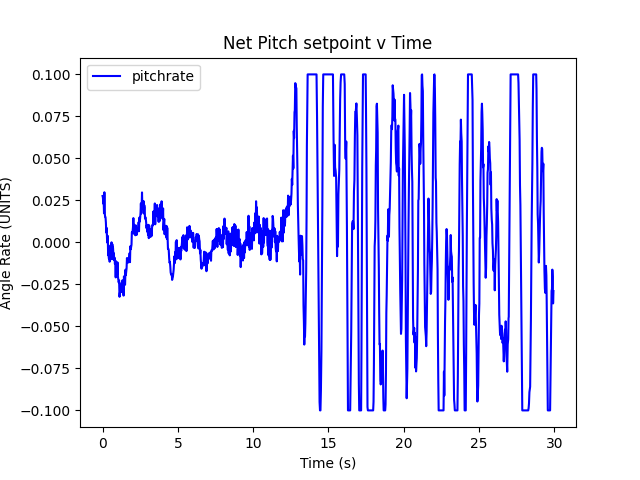 Net Pitch setpoint v Time
pitchrate
0.100
0.075
0.050
0.025
0.000
−0.025
−0.050
−0.075
−0.100
Angle Rate (UNITS)
0 5 10 15 20 25 30
Time (s)